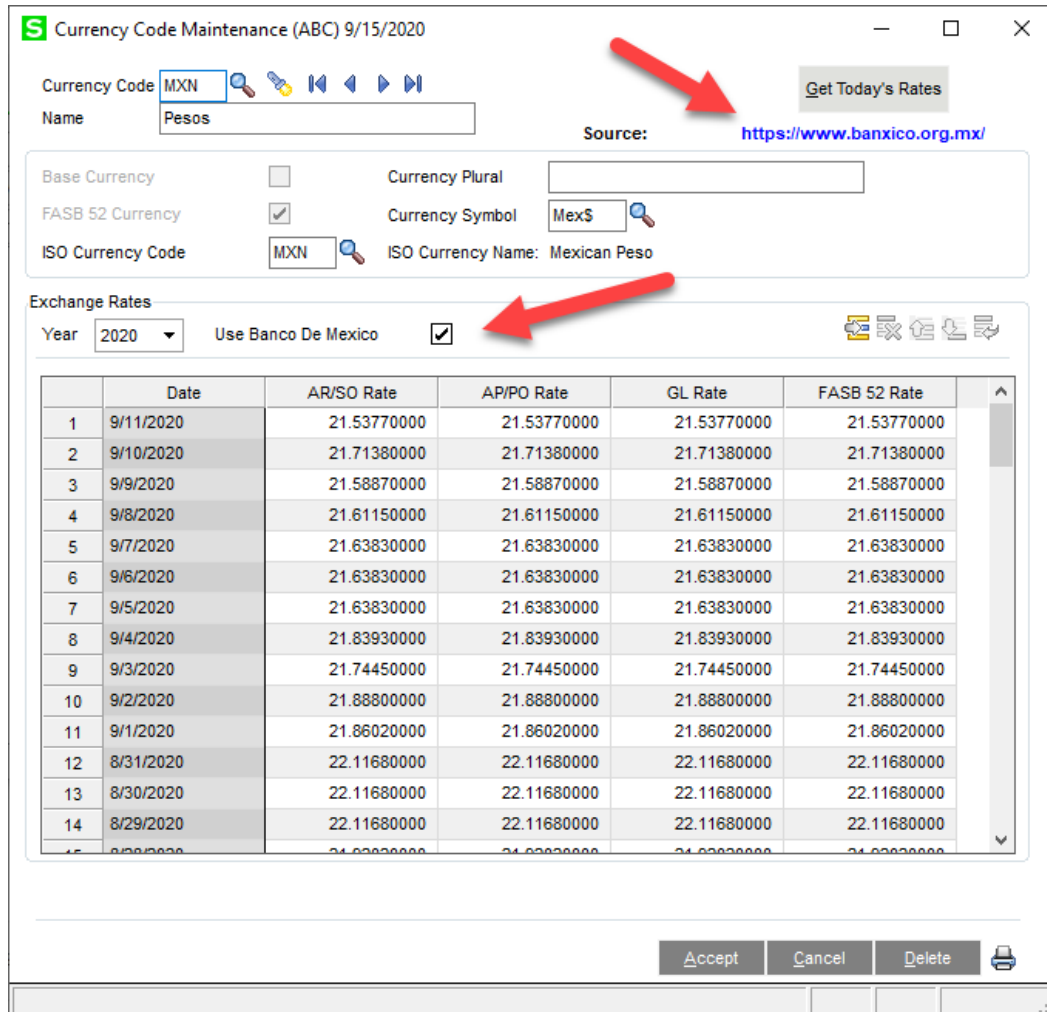 S Currency Code Maintenance (ABC) 9/15/2020
Currency Code MXN
Get Today's Rates
Name Pesos
Source: https://www.banxico.org.mx/
Base Currency Currency Plural
FASB 52 Currency Currency Symbol Mex$
ISO Currency Code MXN ISO Currency Name: Mexican Peso
Exchange Rates
Year 2020 Use Banco De Mexico
Date AR/SO Rate AP/PO Rate GL Rate FASB 52 Rate
1 9/11/2020 21.53770000 21.53770000 21.53770000 21.53770000
2 9/10/2020 21.71380000 21.71380000 21.71380000 21.71380000
3 9/9/2020 21.58870000 21.58870000 21.58870000 21.58870000
4 9/8/2020 21.61150000 21.61150000 21.61150000 21.61150000
5 9/7/2020 21.63830000 21.63830000 21.63830000 21.63830000
6 9/6/2020 21.63830000 21.63830000 21.63830000 21.63830000
7 9/5/2020 21.63830000 21.63830000 21.63830000 21.63830000
8 9/4/2020 21.83930000 21.83930000 21.83930000 21.83930000
9 9/3/2020 21.74450000 21.74450000 21.74450000 21.74450000
10 9/2/2020 21.88800000 21.88800000 21.88800000 21.88800000
11 9/1/2020 21.86020000 21.86020000 21.86020000 21.86020000
12 8/31/2020 22.11680000 22.11680000 22.11680000 22.11680000
13 8/30/2020 22.11680000 22.11680000 22.11680000 22.11680000
14 8/29/2020 22.11680000 22.11680000 22.11680000 22.11680000
Accept Cancel Delete